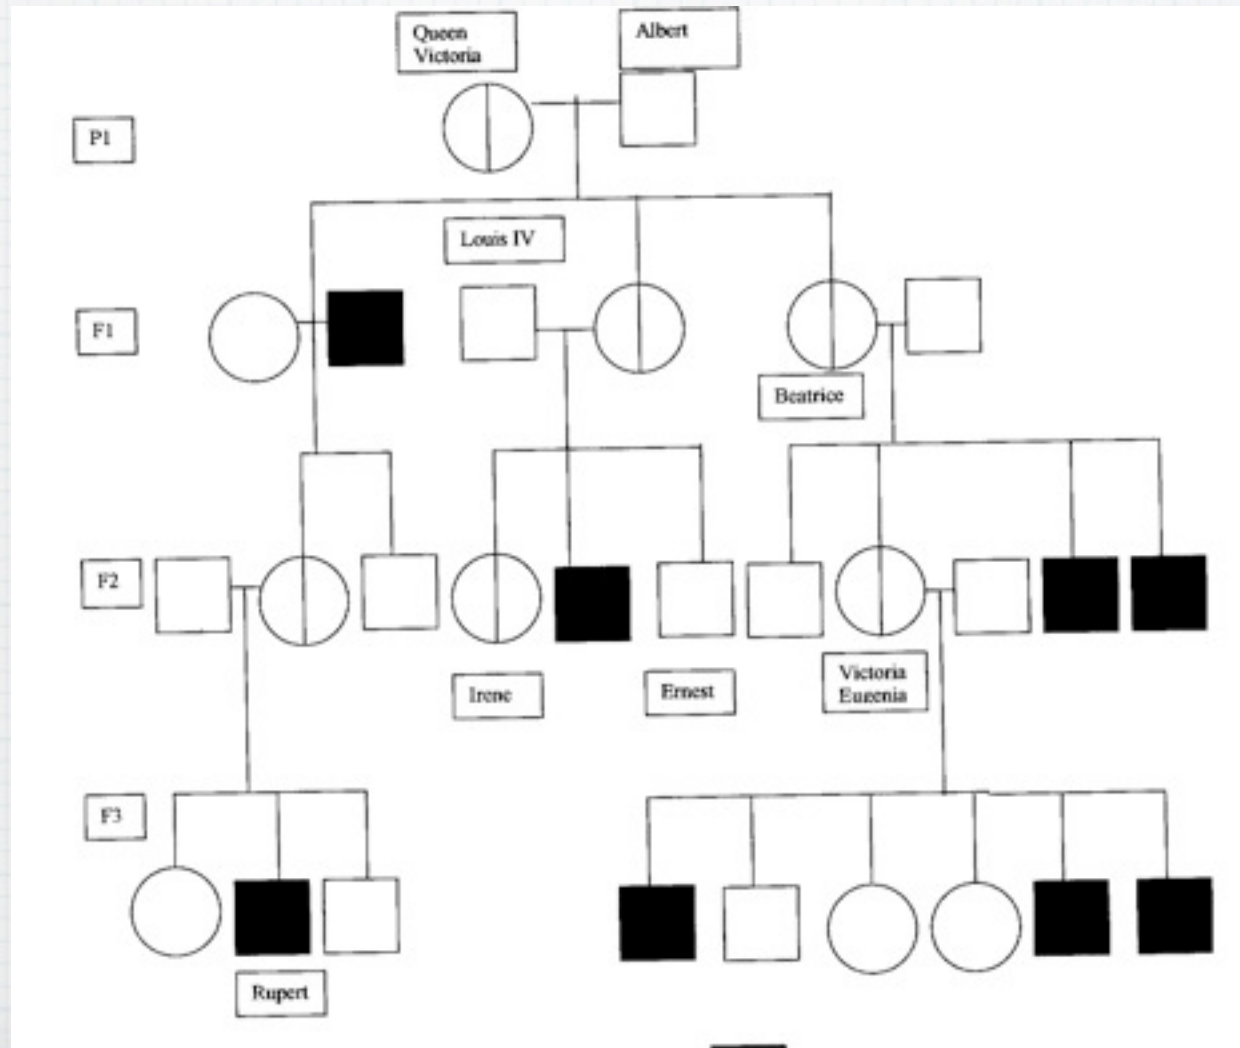 Queen
Victoria
Albert
P1
Louis IV
F1
Beatrice
F2
Irene
Ernest
Victoria
Eugenia
F3
Rupert